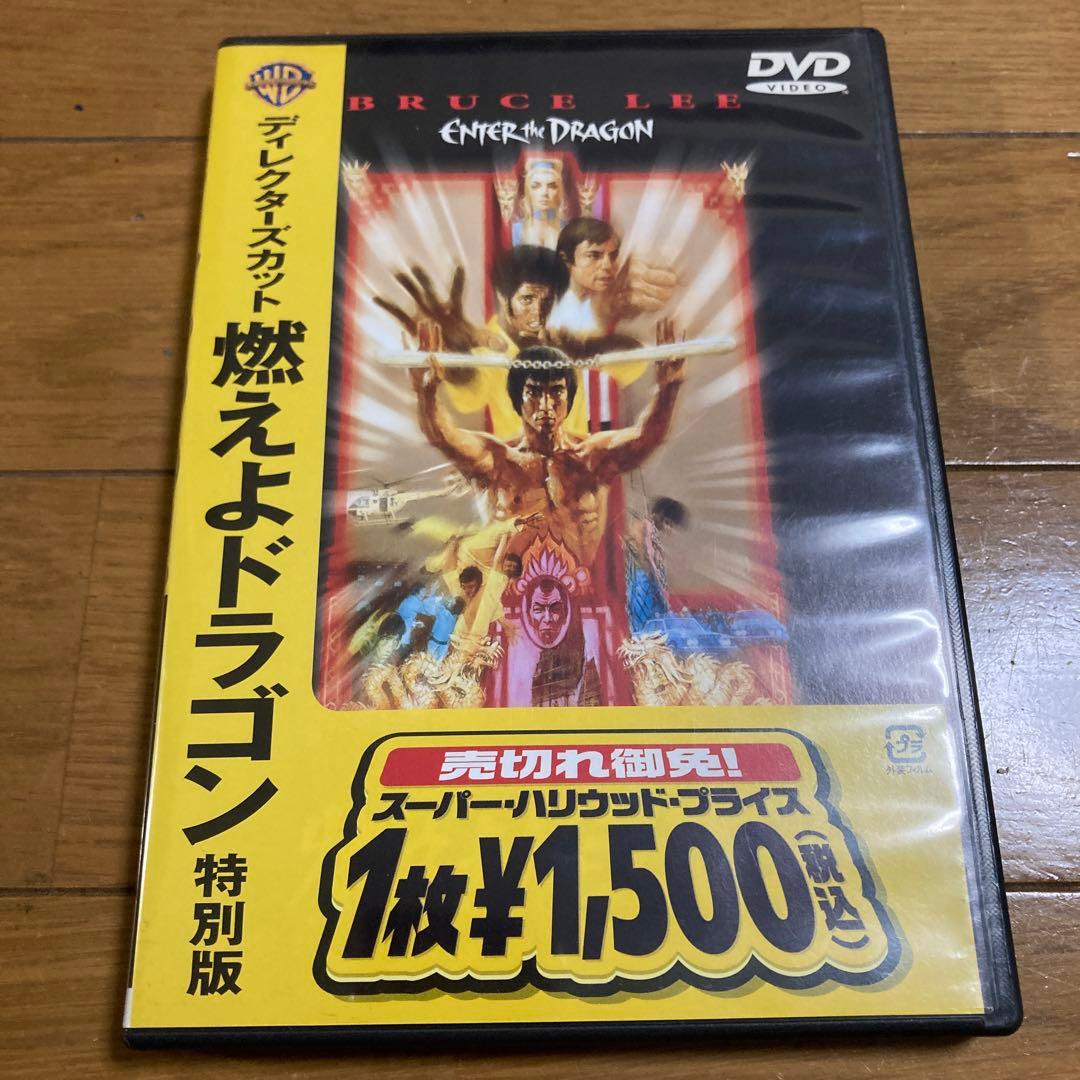 WB
ディレクターズカット
燃えよドラゴン
特別版
DVD
VIDEO
BRUCE LEE
ENTER the DRAGON
売切れ御免!
スーパー・ハリウッド・プライス
1枚¥1,500(税込)
プラ
外装フィルム